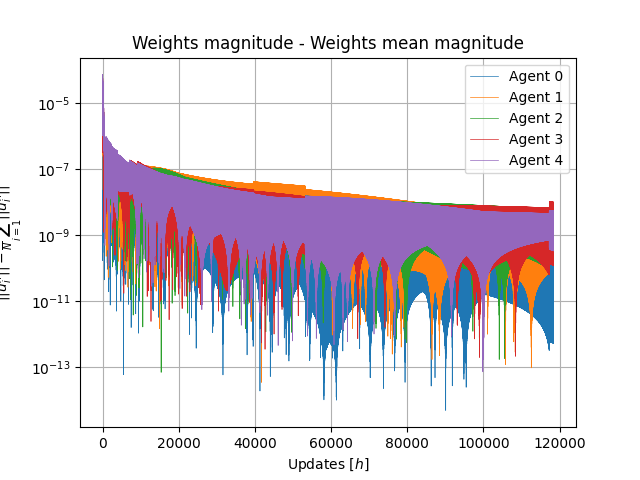 Weights magnitude - Weights mean magnitude
Agent 0
Agent 1
Agent 2
Agent 3
Agent 4
10⁻⁵
10⁻⁷
10⁻⁹
10⁻¹¹
10⁻¹³
0 20000 40000 60000 80000 100000 120000
Updates [h]